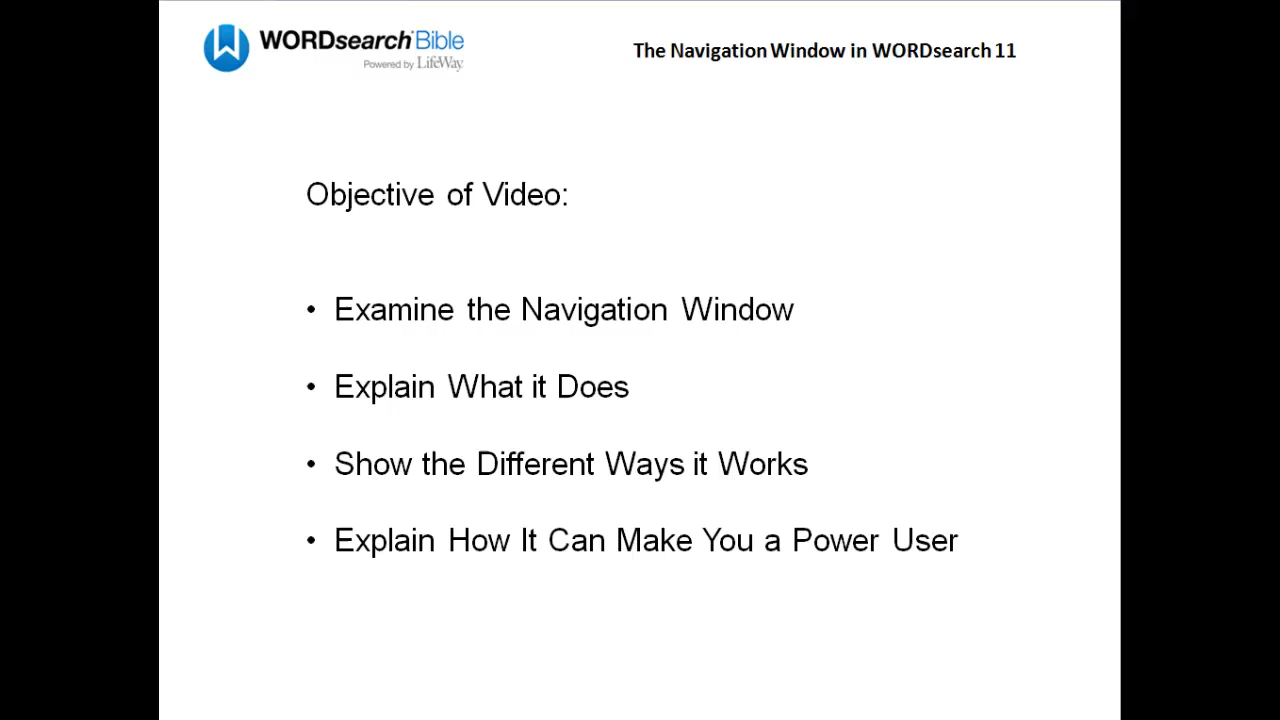 WORDsearch Bible
Powered by LifeWay
The Navigation Window in WORDsearch 11
Objective of Video:
• Examine the Navigation Window
• Explain What it Does
• Show the Different Ways it Works
• Explain How It Can Make You a Power User